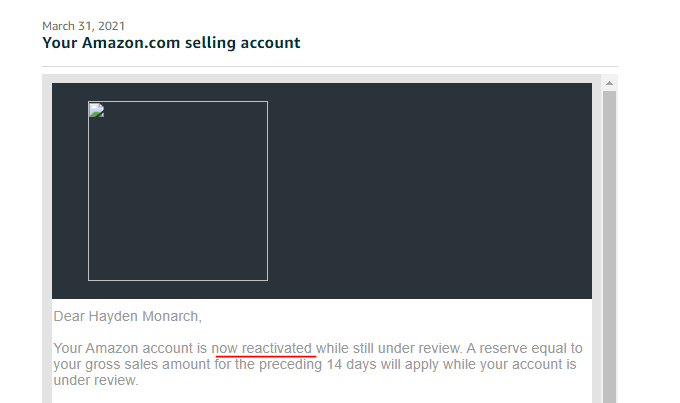 March 31, 2021
Your Amazon.com selling account
Dear Hayden Monarch,
Your Amazon account is now reactivated while still under review. A reserve equal to
your gross sales amount for the preceding 14 days will apply while your account is
under review.